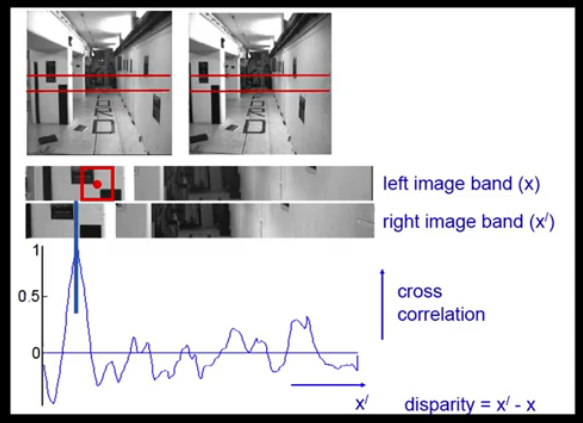 left image band (x)
right image band (x/)
1
0.5
0
cross
correlation
x/
disparity = x/ - x